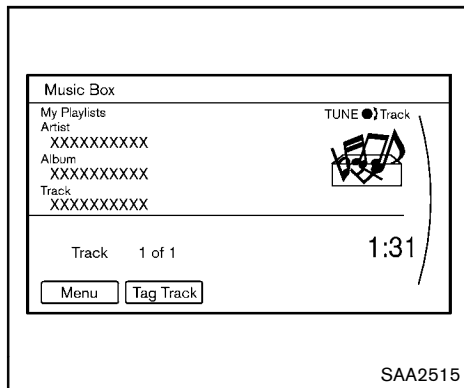 Music Box
My Playlists
TUNE Track
Artist
XXXXXXXXXX
Album
XXXXXXXXXX
Track
XXXXXXXXXX
Track 1 of 1
1:31
Menu Tag Track
SAA2515